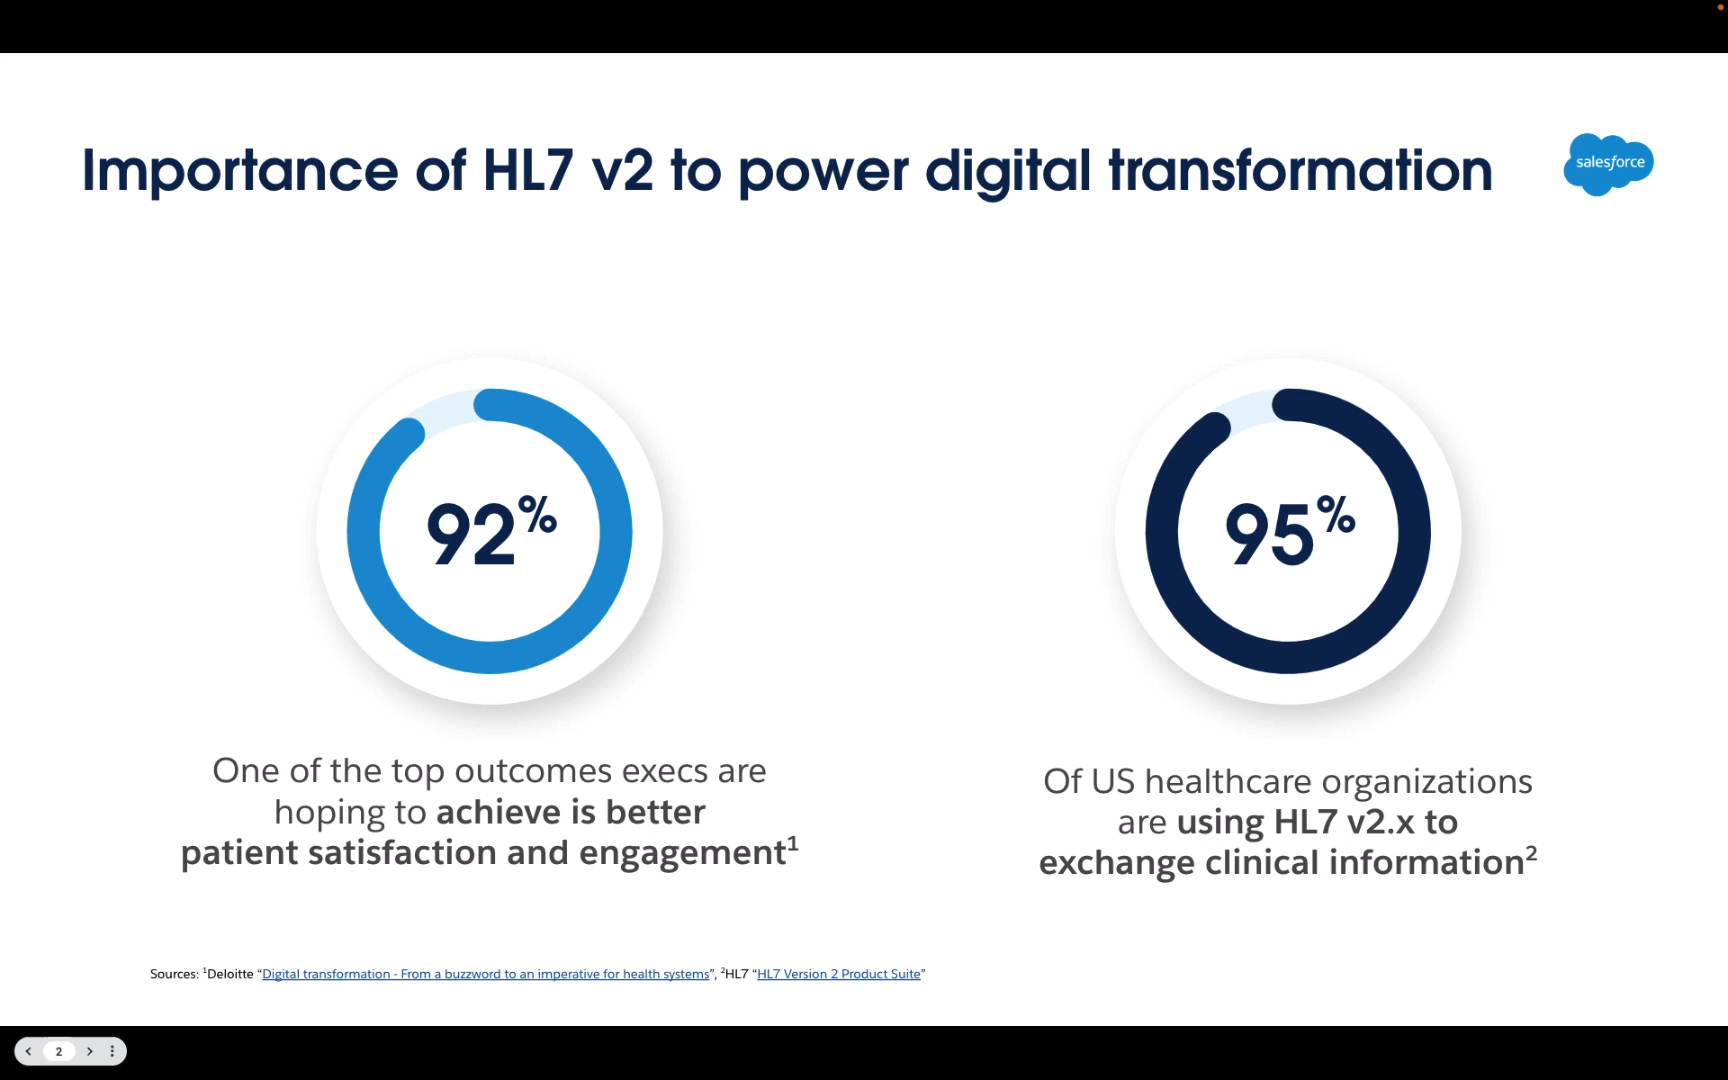 Importance of HL7 v2 to power digital transformation
salesforce
92%
One of the top outcomes execs are
hoping to achieve is better
patient satisfaction and engagement¹
95%
Of US healthcare organizations
are using HL7 v2.x to
exchange clinical information²
Sources: ¹Deloitte “Digital transformation - From a buzzword to an imperative for health systems”, ²HL7 “HL7 Version 2 Product Suite”
2